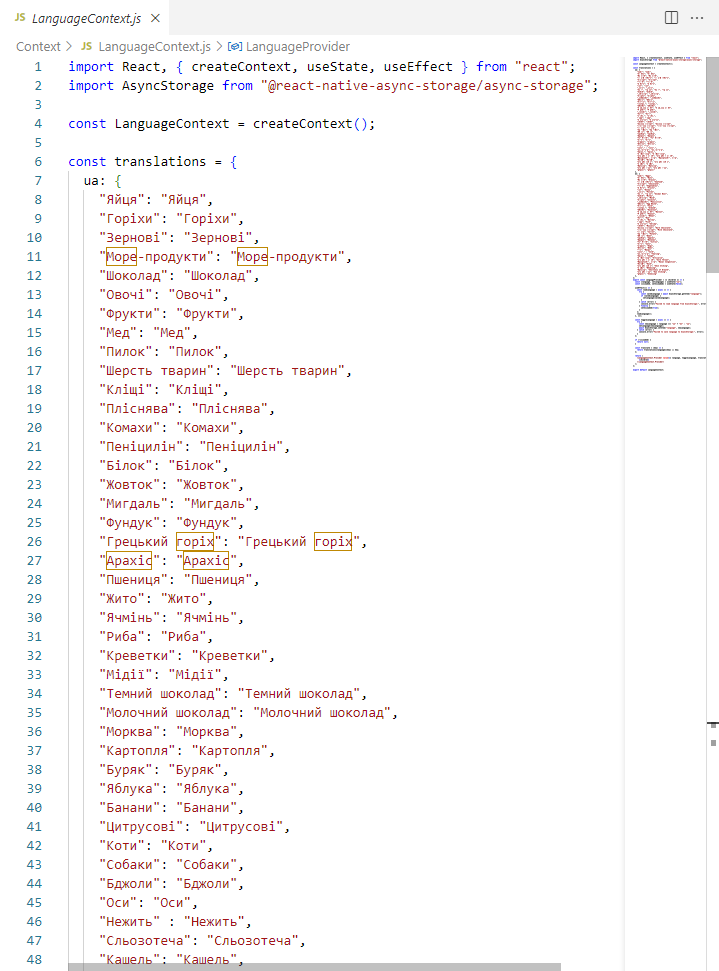 JS LanguageContext.js ×
Context > JS LanguageContext.js > LanguageProvider
1 import React, { createContext, useState, useEffect } from "react";
2 import AsyncStorage from "@react-native-async-storage/async-storage";
3
4 const LanguageContext = createContext();
5
6 const translations = {
7 ua: {
8 "Яйця": "Яйця",
9 "Горіхи": "Горіхи",
10 "Зернові": "Зернові",
11 "Море-продукти": "Море-продукти",
12 "Шоколад": "Шоколад",
13 "Овочі": "Овочі",
14 "Фрукти": "Фрукти",
15 "Мед": "Мед",
16 "Пилок": "Пилок",
17 "Шерсть тварин": "Шерсть тварин",
18 "Кліщі": "Кліщі",
19 "Пліснява": "Пліснява",
20 "Комахи": "Комахи",
21 "Пеніцилін": "Пеніцилін",
22 "Білок": "Білок",
23 "Жовток": "Жовток",
24 "Мигдаль": "Мигдаль",
25 "Фундук": "Фундук",
26 "Грецький горіх": "Грецький горіх",
27 "Арахіс": "Арахіс",
28 "Пшениця": "Пшениця",
29 "Жито": "Жито",
30 "Ячмінь": "Ячмінь",
31 "Риба": "Риба",
32 "Креветки": "Креветки",
33 "Мідії": "Мідії",
34 "Темний шоколад": "Темний шоколад",
35 "Молочний шоколад": "Молочний шоколад",
36 "Морква": "Морква",
37 "Картопля": "Картопля",
38 "Буряк": "Буряк",
39 "Яблука": "Яблука",
40 "Банани": "Банани",
41 "Цитрусові": "Цитрусові",
42 "Коти": "Коти",
43 "Собаки": "Собаки",
44 "Бджоли": "Бджоли",
45 "Оси": "Оси",
46 "Нежить" : "Нежить",
47 "Сльозотеча": "Сльозотеча",
48 "Кашель": "Кашель",